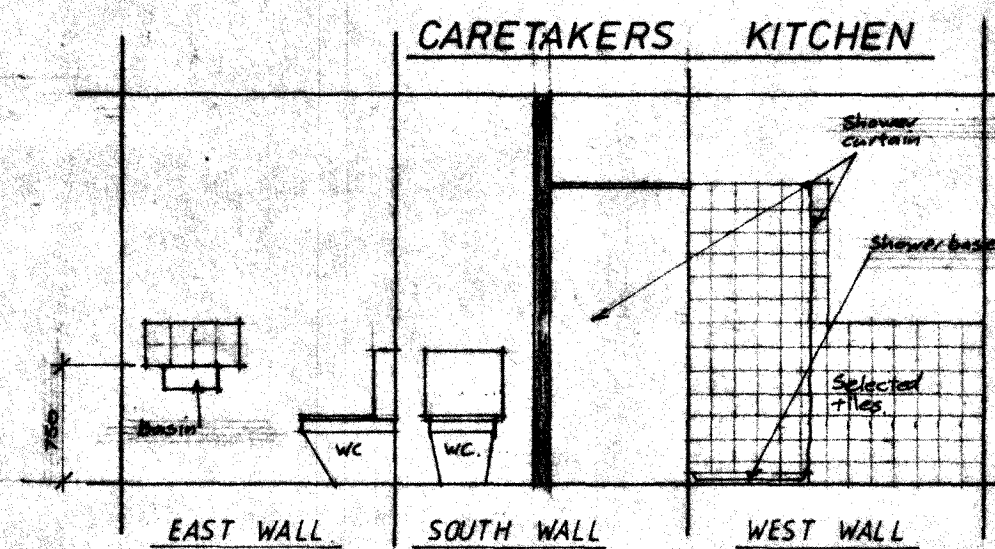 CARETAKERS KITCHEN
Shower
curtain
Shower base
Selected
tiles.
Basin
750
WC
WC.
EAST WALL
SOUTH WALL
WEST WALL